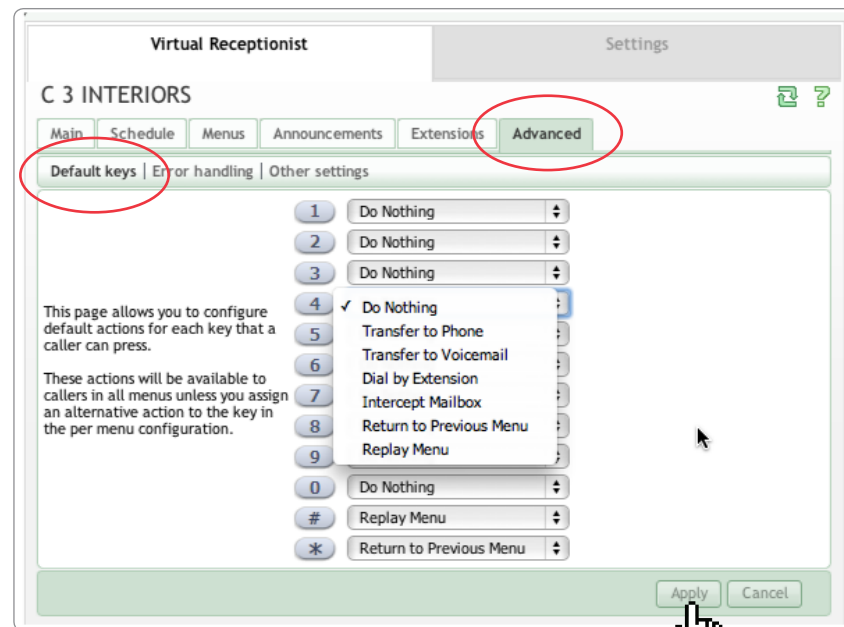 Virtual Receptionist
Settings
C 3 INTERIORS
?
Main
Schedule
Menus
Announcements
Extensions
Advanced
Default keys | Error handling | Other settings
This page allows you to configure
default actions for each key that a
caller can press.
These actions will be available to
callers in all menus unless you assign
an alternative action to the key in
the per menu configuration.
1 Do Nothing
2 Do Nothing
3 Do Nothing
4
5
6
7
8
9
✓ Do Nothing
Transfer to Phone
Transfer to Voicemail
Dial by Extension
Intercept Mailbox
Return to Previous Menu
Replay Menu
0 Do Nothing
# Replay Menu
* Return to Previous Menu
Apply
Cancel